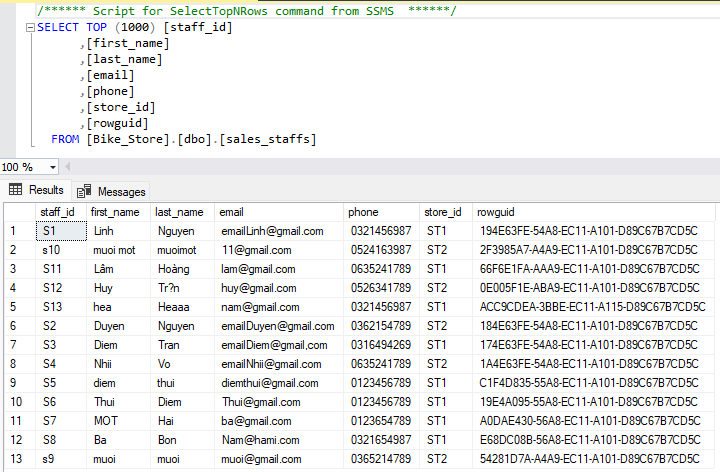 /****** Script for SelectTopNRows command from SSMS  ******/
SELECT TOP (1000) [staff_id]
,[first_name]
,[last_name]
,[email]
,[phone]
,[store_id]
,[rowguid]
FROM [Bike_Store].[dbo].[sales_staffs]
100 %
Results Messages
staff_id first_name last_name email phone store_id rowguid
1 S1 Linh Nguyen emailLinh@gmail.com 0321456987 ST1 194E63FE-54A8-EC11-A101-D89C67B7CD5C
2 s10 muoi mot muoimot 11@gmail.com 0524163987 ST2 2F3985A7-A4A9-EC11-A101-D89C67B7CD5C
3 S11 Lâm Hoàng lam@gmail.com 0635241789 ST1 66F6E1FA-AAA9-EC11-A101-D89C67B7CD5C
4 S12 Huy Tr?n huy@gmail.com 0526341789 ST2 0E005F1E-ABA9-EC11-A101-D89C67B7CD5C
5 S13 hea Heaaa nam@gmail.com 0321456987 ST1 ACC9CDEA-3BBE-EC11-A115-D89C67B7CD5C
6 S2 Duyen Nguyen emailDuyen@gmail.com 0362154789 ST2 184E63FE-54A8-EC11-A101-D89C67B7CD5C
7 S3 Diem Tran emailDiem@gmail.com 0316494269 ST1 174E63FE-54A8-EC11-A101-D89C67B7CD5C
8 S4 Nhii Vo emailNhii@gmail.com 0635241789 ST2 1A4E63FE-54A8-EC11-A101-D89C67B7CD5C
9 S5 diem thui diemthui@gmail.com 0123456789 ST1 C1F4D835-55A8-EC11-A101-D89C67B7CD5C
10 S6 Thui Diem Thui@gmail.com 0123456789 ST1 19E4A095-55A8-EC11-A101-D89C67B7CD5C
11 S7 MOT Hai ba@gmail.com 0123654789 ST1 A0DAE430-56A8-EC11-A101-D89C67B7CD5C
12 S8 Ba Bon Nam@hami.com 0321654987 ST1 E68DC08B-56A8-EC11-A101-D89C67B7CD5C
13 s9 muoi muoi muoi@gmail.com 0365214789 ST2 54281D7A-A4A9-EC11-A101-D89C67B7CD5C